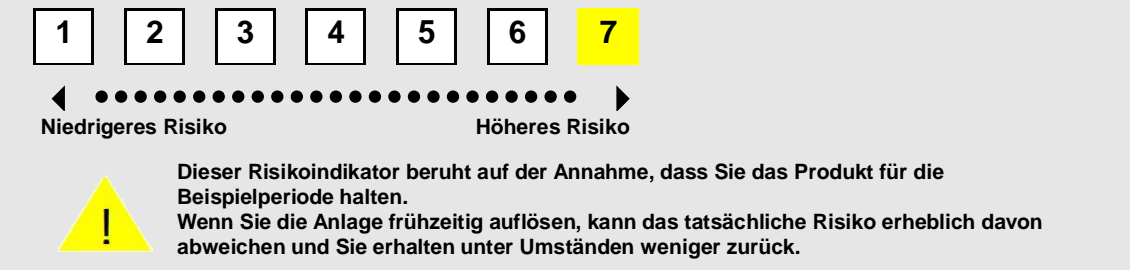 1 2 3 4 5 6 7
Niedrigeres Risiko Höheres Risiko
Dieser Risikoindikator beruht auf der Annahme, dass Sie das Produkt für die
Beispielperiode halten.
Wenn Sie die Anlage frühzeitig auflösen, kann das tatsächliche Risiko erheblich davon
abweichen und Sie erhalten unter Umständen weniger zurück.
!